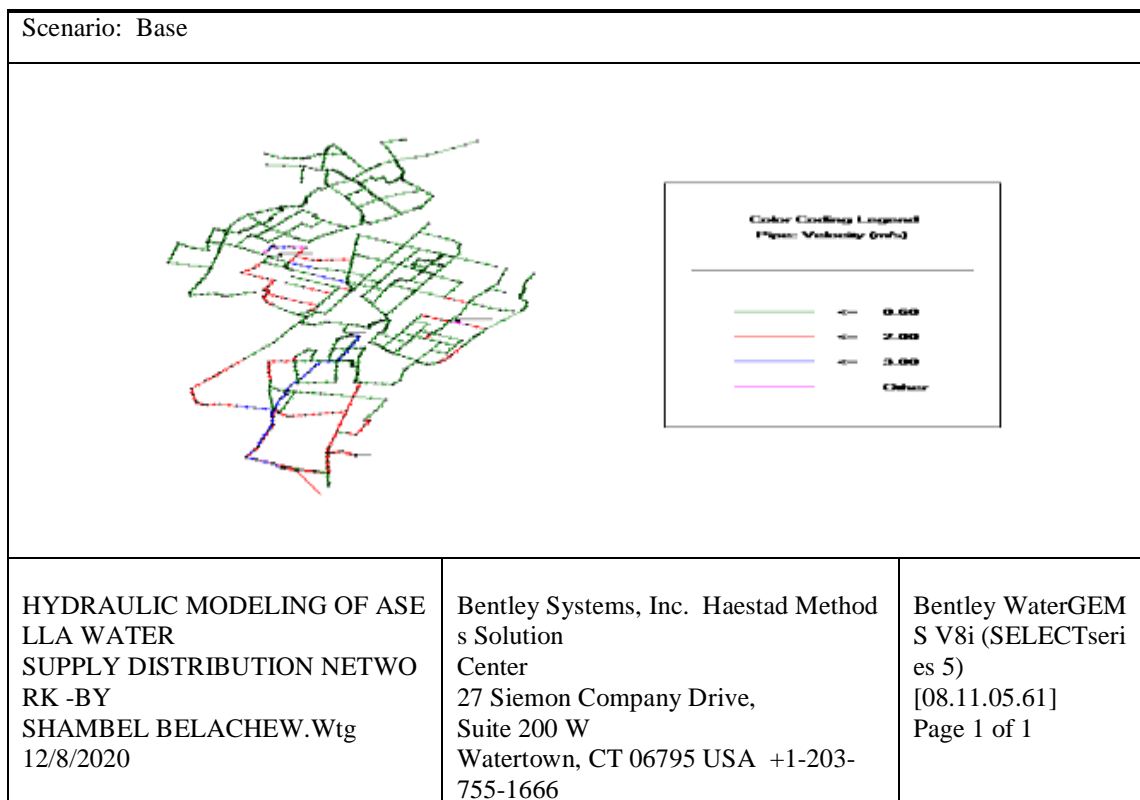 Scenario: Base
Color Coding Legend
Pipe: Velocity (m/s)
<= 0.60
<= 2.00
<= 3.00
Other
HYDRAULIC MODELING OF ASE
LLA WATER
SUPPLY DISTRIBUTION NETWO
RK -BY
SHAMBEL BELACHEW.Wtg
12/8/2020
Bentley Systems, Inc. Haestad Method
s Solution
Center
27 Siemon Company Drive,
Suite 200 W
Watertown, CT 06795 USA +1-203-
755-1666
Bentley WaterGEM
S V8i (SELECTseri
es 5)
[08.11.05.61]
Page 1 of 1